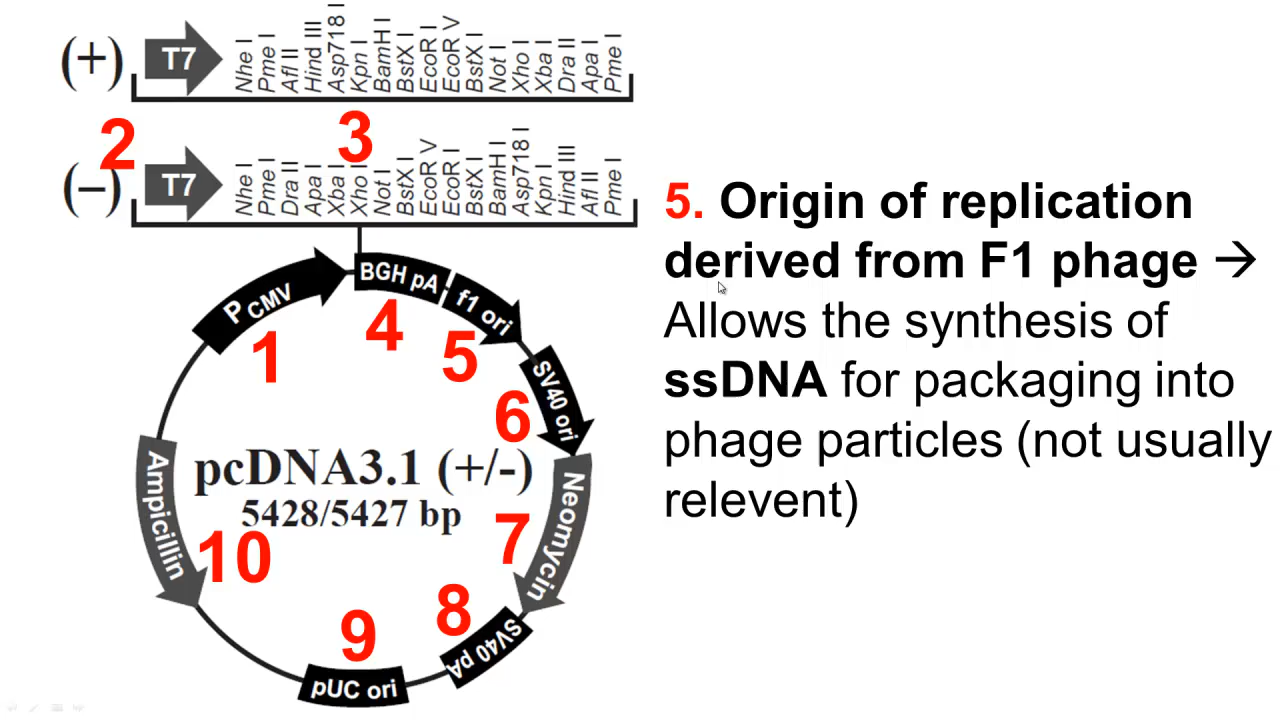 (+) T7 Nhe I Pme I Afl II Hind III Asp718 I Kpn I BamH I BstX I EcoR I EcoR V BstX I Not I Xho I Xba I Dra II Apa I Pme I
2
3
(–) T7 Nhe I Pme I Dra II Apa I Xba I Xho I Not I BstX I EcoR V EcoR I BstX I BamH I Asp718 I Kpn I Hind III Afl II Pme I
P CMV
BGH pA
f1 ori
1
4
5
SV40 ori
6
pcDNA3.1 (+/-)
5428/5427 bp
Neomycin
7
Ampicillin
10
8
SV40 pA
9
pUC ori
5. Origin of replication
derived from F1 phage →
Allows the synthesis of
ssDNA for packaging into
phage particles (not usually
relevent)